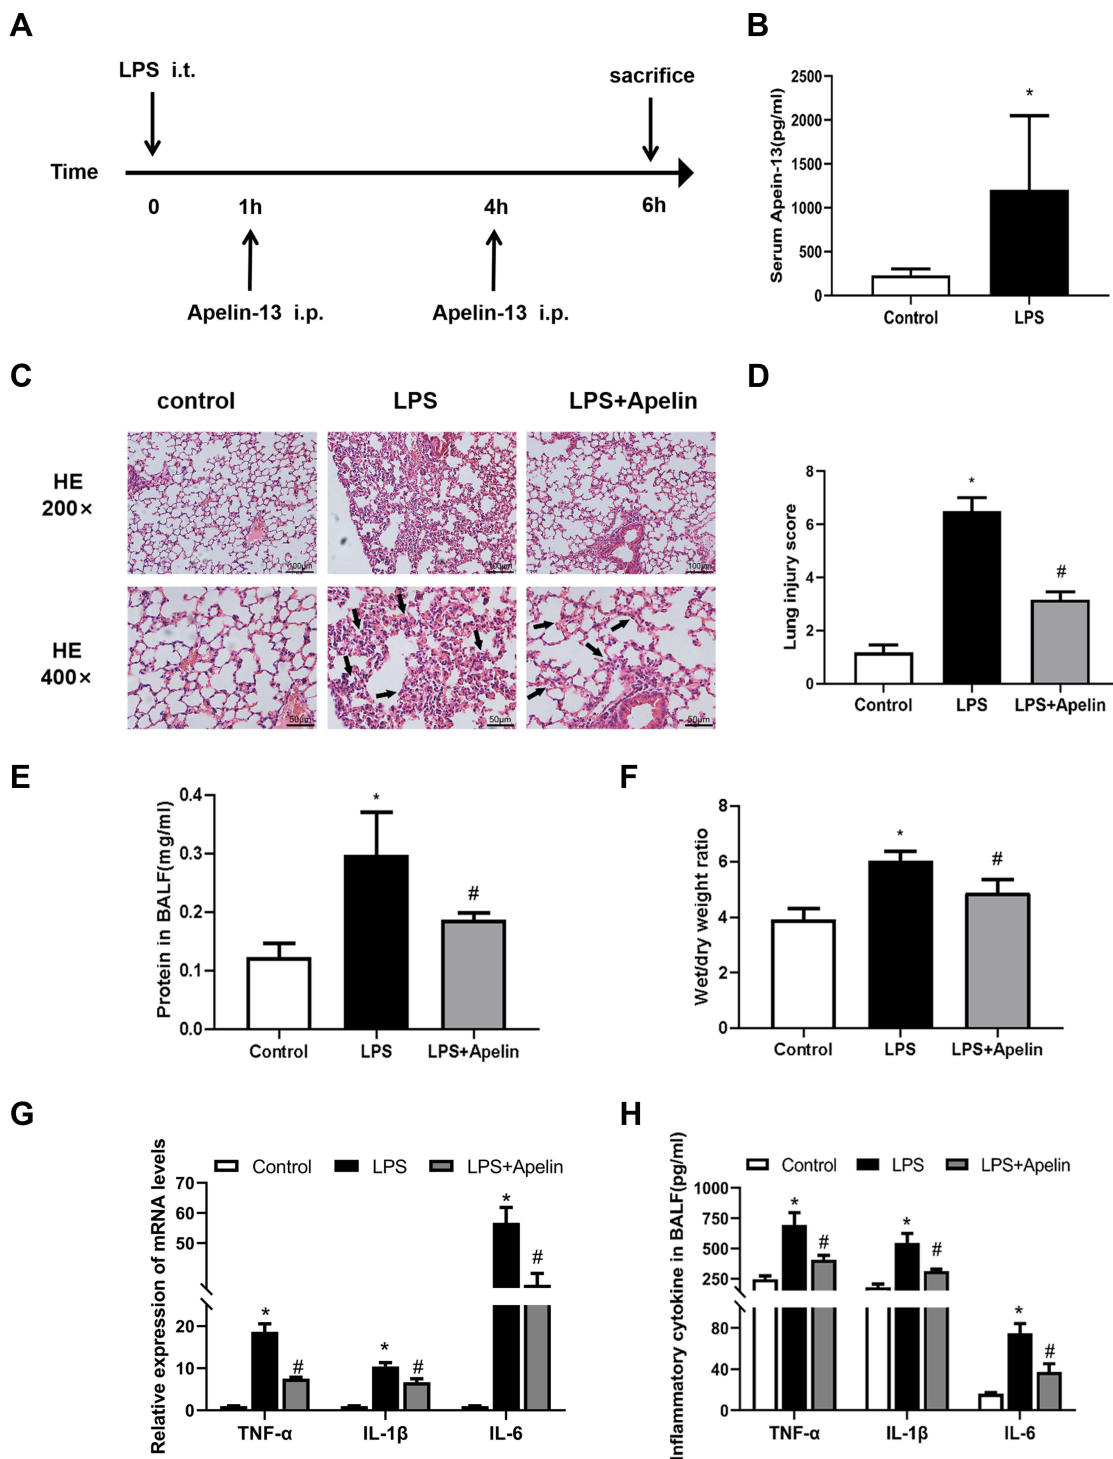 A
LPS i.t.
sacrifice
Time
0
1h
4h
6h
Apelin-13 i.p.
Apelin-13 i.p.
B
Serum Apein-13(pg/ml)
2500
2000
1500
1000
500
0
*
Control
LPS
C
control
LPS
LPS+Apelin
HE
200×
100μm
100μm
100μm
HE
400×
50μm
50μm
50μm
D
Lung injury score
8
6
4
2
0
*
#
Control
LPS
LPS+Apelin
E
Protein in BALF(mg/ml)
0.4
0.3
0.2
0.1
0.0
*
#
Control
LPS
LPS+Apelin
F
Wet/dry weight ratio
8
6
4
2
0
*
#
Control
LPS
LPS+Apelin
G
Relative expression of mRNA levels
Control
LPS
LPS+Apelin
70
60
50
20
10
0
*
#
*
#
*
#
TNF-α
IL-1β
IL-6
H
Inflammatory cytokine in BALF(pg/ml)
Control
LPS
LPS+Apelin
1000
750
500
250
80
40
0
*
#
*
#
*
#
TNF-α
IL-1β
IL-6